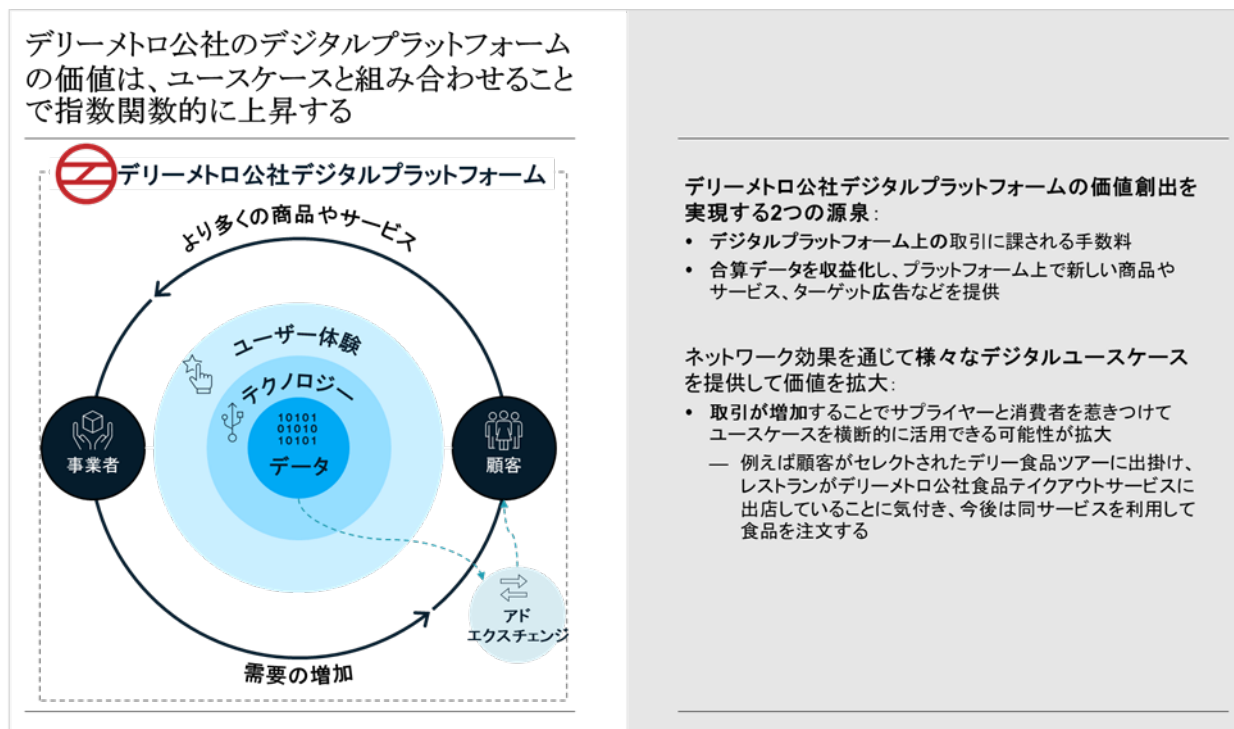 デリーメトロ公社のデジタルプラットフォーム
の価値は、ユースケースと組み合わせること
で指数関数的に上昇する
デリーメトロ公社デジタルプラットフォーム
より多くの商品やサービス
ユーザー体験
テクノロジー
10101
01010
10101
データ
事業者
顧客
アド
エクスチェンジ
需要の増加
デリーメトロ公社デジタルプラットフォームの価値創出を
実現する2つの源泉:
• デジタルプラットフォーム上の取引に課される手数料
• 合算データを収益化し、プラットフォーム上で新しい商品や
サービス、ターゲット広告などを提供
ネットワーク効果を通じて様々なデジタルユースケース
を提供して価値を拡大:
• 取引が増加することでサプライヤーと消費者を惹きつけて
ユースケースを横断的に活用できる可能性が拡大
— 例えば顧客がセレクトされたデリー食品ツアーに出掛け、
レストランがデリーメトロ公社食品テイクアウトサービスに
出店していることに気付き、今後は同サービスを利用して
食品を注文する